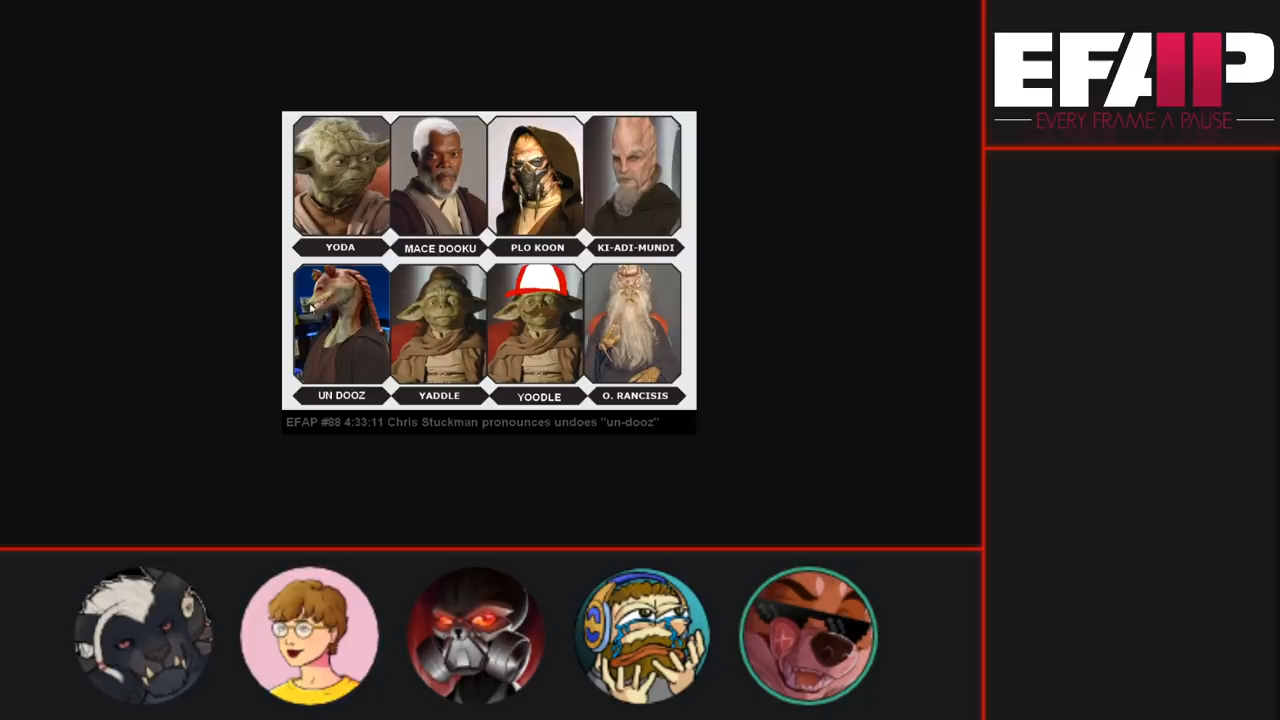 EFAP
EVERY FRAME A PAUSE
YODA
MACE DOOKU
PLO KOON
KI-ADI-MUNDI
UN DOOZ
YADDLE
YOODLE
O. RANCISIS
EFAP #88 4:33:11 Chris Stuckman pronounces undoes "un-dooz"